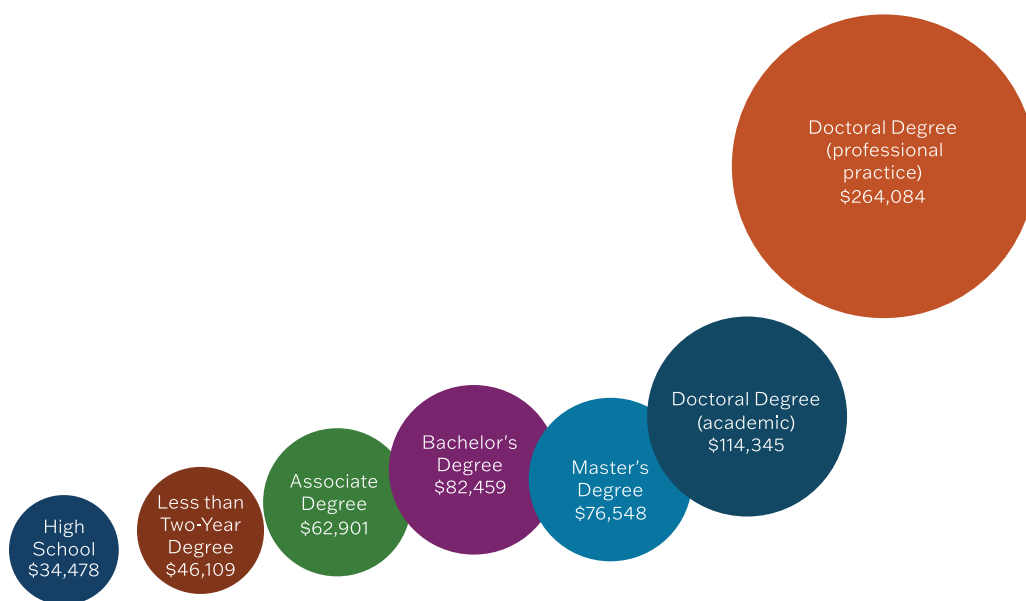 High
School
$34,478
Less than
Two-Year
Degree
$46,109
Associate
Degree
$62,901
Bachelor's
Degree
$82,459
Master's
Degree
$76,548
Doctoral Degree
(academic)
$114,345
Doctoral Degree
(professional
practice)
$264,084